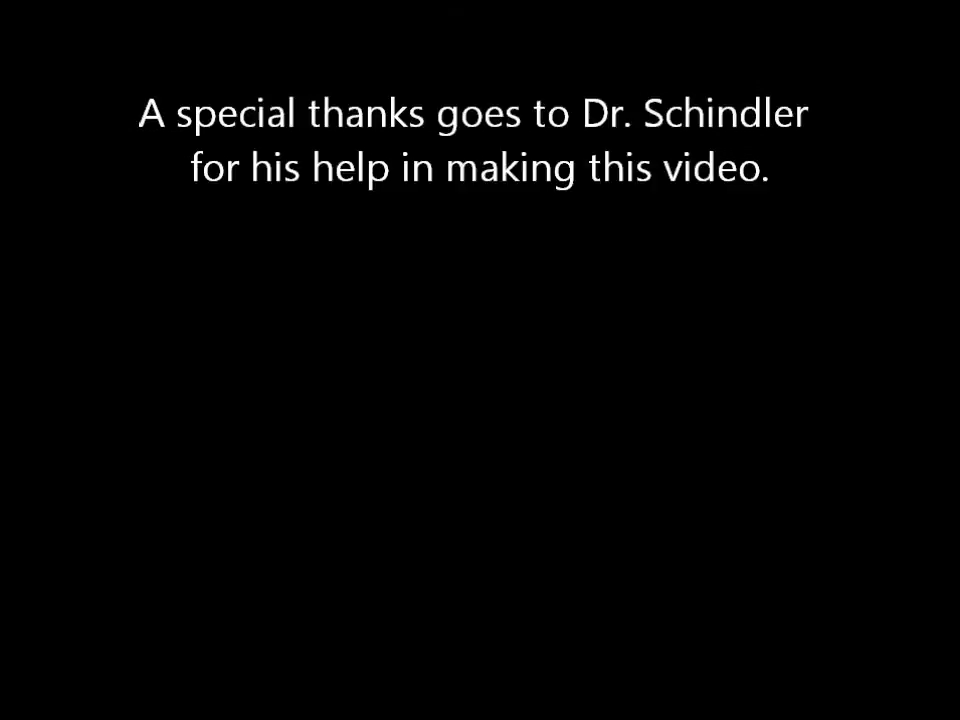 A special thanks goes to Dr. Schindler
for his help in making this video.